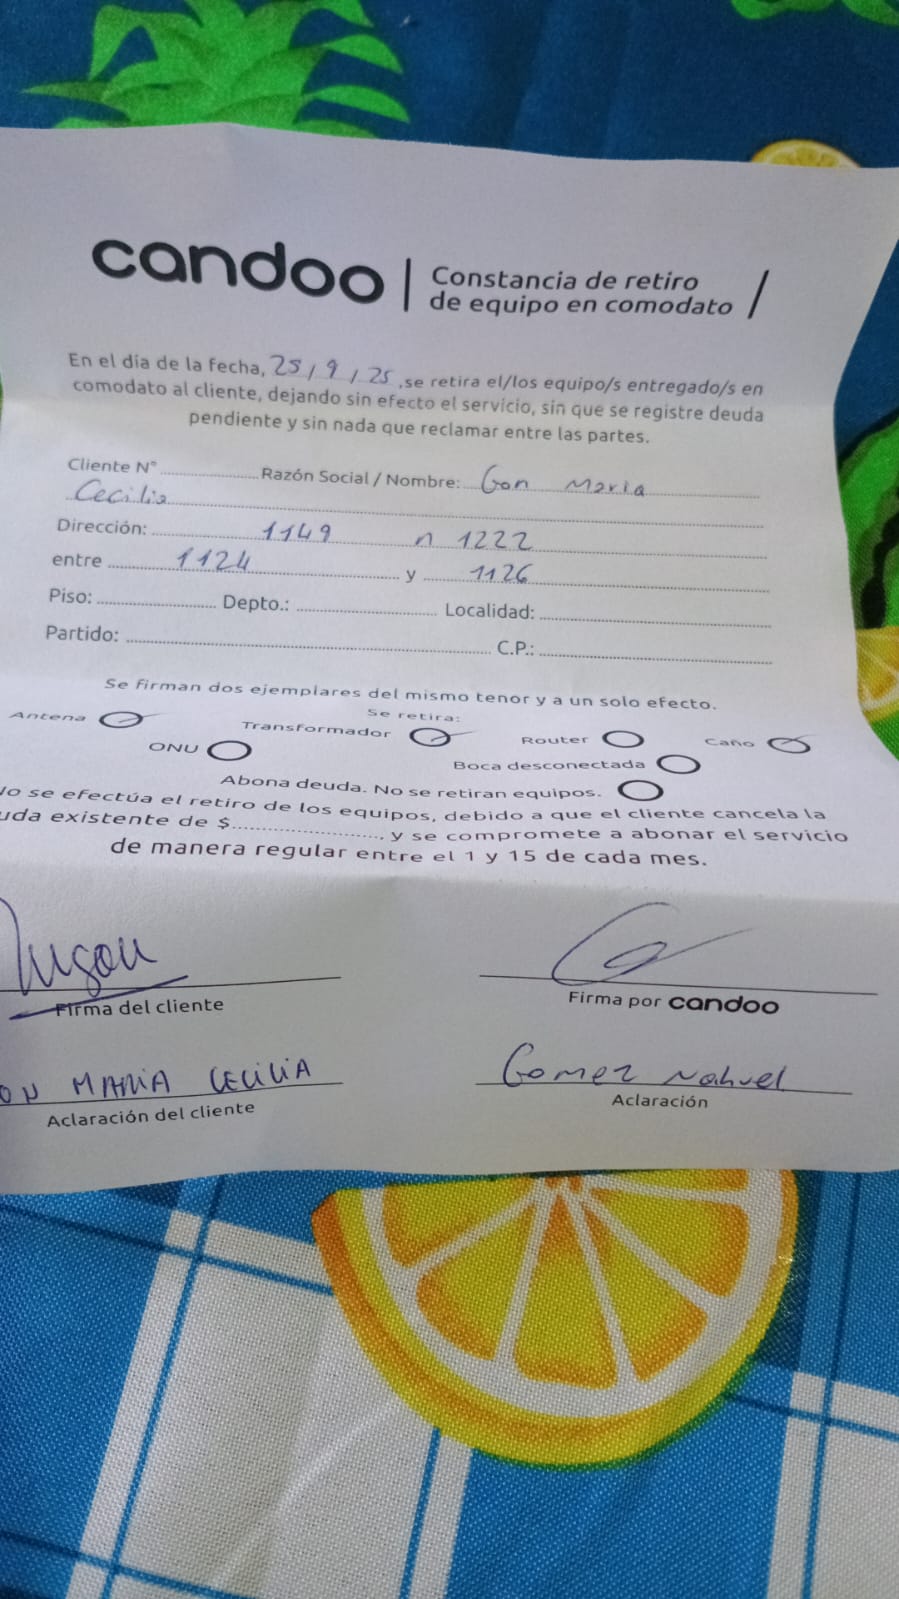 candoo | Constancia de retiro
de equipo en comodato /
En el día de la fecha, 25 / 9 / 25 ,se retira el/los equipo/s entregado/s en
comodato al cliente, dejando sin efecto el servicio, sin que se registre deuda
pendiente y sin nada que reclamar entre las partes.
Cliente N° Razón Social / Nombre: Gon Maria
Cecilia
Dirección: 1149 n 1222
entre 1124 y 1126
Piso: Depto.: Localidad:
Partido: C.P.:
Se firman dos ejemplares del mismo tenor y a un solo efecto.
Se retira:
Antena Transformador Router Caño
ONU Boca desconectada
Abona deuda. No se retiran equipos.
No se efectúa el retiro de los equipos, debido a que el cliente cancela la
uda existente de $ , y se compromete a abonar el servicio
de manera regular entre el 1 y 15 de cada mes.
Firma del cliente Firma por candoo
ON MARIA CECILIA Gomez Nahuel
Aclaración del cliente Aclaración